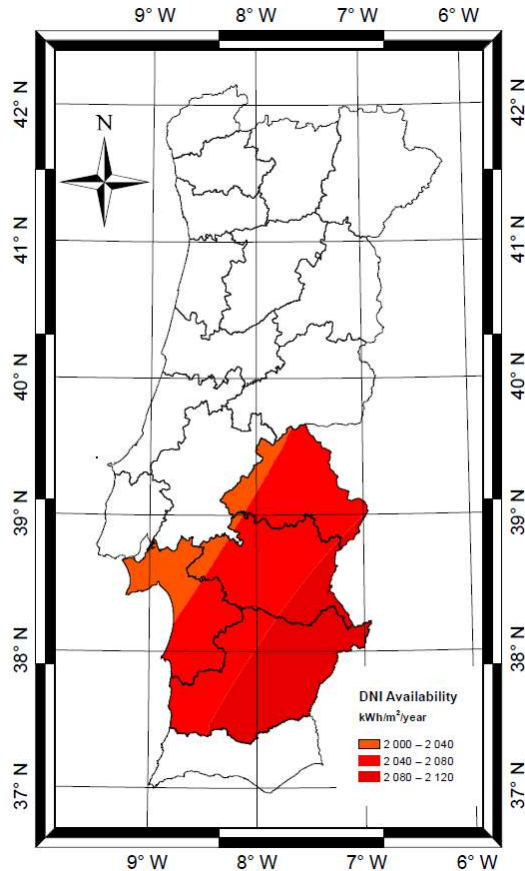 9° W 8° W 7° W 6° W
42° N 42° N
N
41° N 41° N
40° N 40° N
39° N 39° N
38° N 38° N
DNI Availability
kWh/m²/year
2 000 – 2 040
2 040 – 2 080
2 080 – 2 120
37° N 37° N
9° W 8° W 7° W 6° W